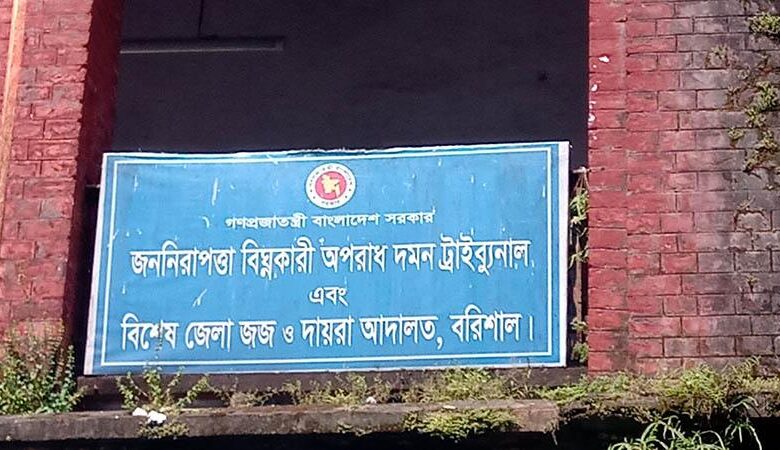 গণপ্রজাতন্ত্রী বাংলাদেশ সরকার
জননিরাপত্তা বিঘ্নকারী অপরাধ দমন ট্রাইব্যুনাল
এবং
বিশেষ জেলা জজ ও দায়রা আদালত, বরিশাল।